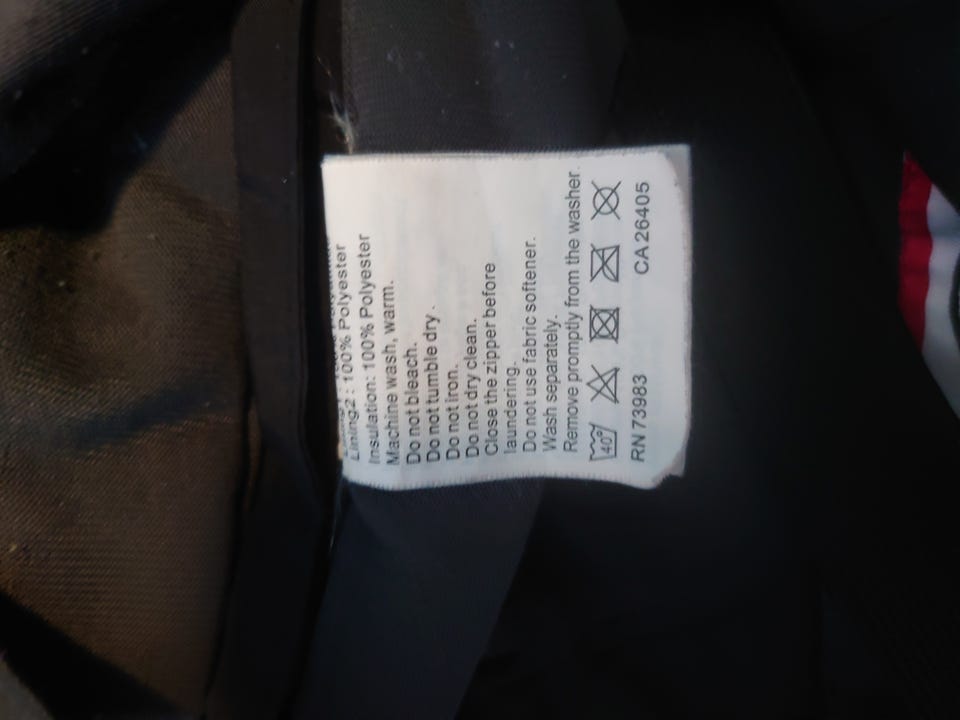 Lining2 : 100% Polyester
Insulation: 100% Polyester
Machine wash, warm.
Do not bleach.
Do not tumble dry.
Do not iron.
Do not dry clean.
Close the zipper before
laundering.
Do not use fabric softener.
Wash separately.
Remove promptly from the washer.
40°
RN 73983 CA 26405